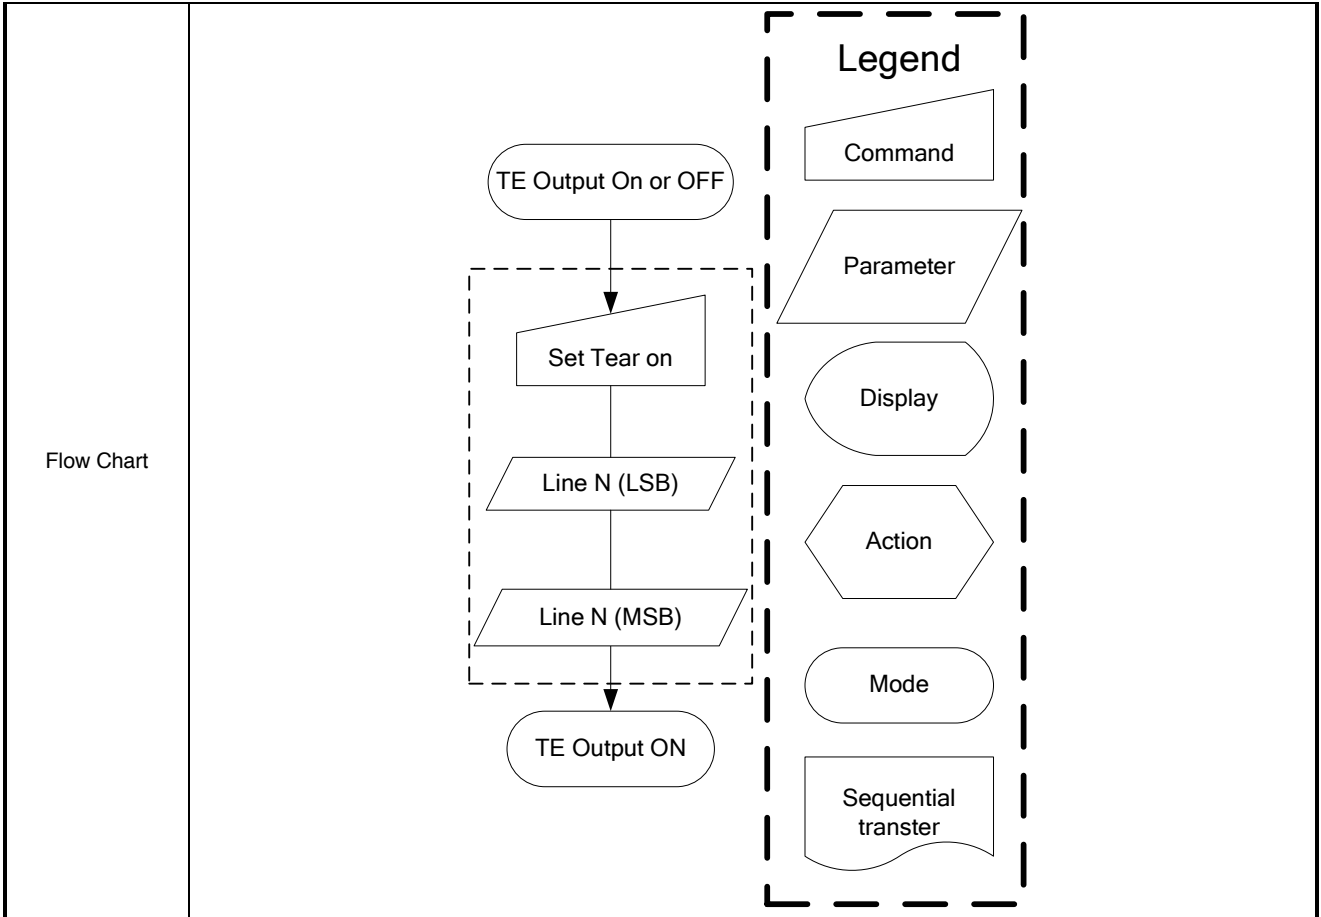 Flow Chart
TE Output On or OFF
Set Tear on
Line N (LSB)
Line N (MSB)
TE Output ON
Legend
Command
Parameter
Display
Action
Mode
Sequential
transter